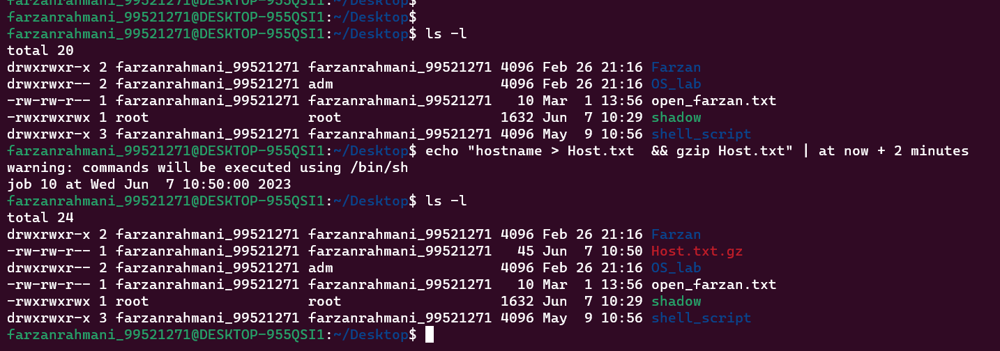 farzanrahmani_99521271@DESKTOP-955QSI1:~/Desktop$
farzanrahmani_99521271@DESKTOP-955QSI1:~/Desktop$
farzanrahmani_99521271@DESKTOP-955QSI1:~/Desktop$ ls -l
total 20
drwxrwxr-x 2 farzanrahmani_99521271 farzanrahmani_99521271 4096 Feb 26 21:16 Farzan
drwxrwxr-- 2 farzanrahmani_99521271 adm                    4096 Feb 26 21:16 OS_lab
-rw-rw-r-- 1 farzanrahmani_99521271 farzanrahmani_99521271   10 Mar  1 13:56 open_farzan.txt
-rwxrwxrwx 1 root                   root                   1632 Jun  7 10:29 shadow
drwxrwxr-x 3 farzanrahmani_99521271 farzanrahmani_99521271 4096 May  9 10:56 shell_script
farzanrahmani_99521271@DESKTOP-955QSI1:~/Desktop$ echo "hostname > Host.txt  && gzip Host.txt" | at now + 2 minutes
warning: commands will be executed using /bin/sh
job 10 at Wed Jun  7 10:50:00 2023
farzanrahmani_99521271@DESKTOP-955QSI1:~/Desktop$ ls -l
total 24
drwxrwxr-x 2 farzanrahmani_99521271 farzanrahmani_99521271 4096 Feb 26 21:16 Farzan
-rw-rw-r-- 1 farzanrahmani_99521271 farzanrahmani_99521271   45 Jun  7 10:50 Host.txt.gz
drwxrwxr-- 2 farzanrahmani_99521271 adm                    4096 Feb 26 21:16 OS_lab
-rw-rw-r-- 1 farzanrahmani_99521271 farzanrahmani_99521271   10 Mar  1 13:56 open_farzan.txt
-rwxrwxrwx 1 root                   root                   1632 Jun  7 10:29 shadow
drwxrwxr-x 3 farzanrahmani_99521271 farzanrahmani_99521271 4096 May  9 10:56 shell_script
farzanrahmani_99521271@DESKTOP-955QSI1:~/Desktop$